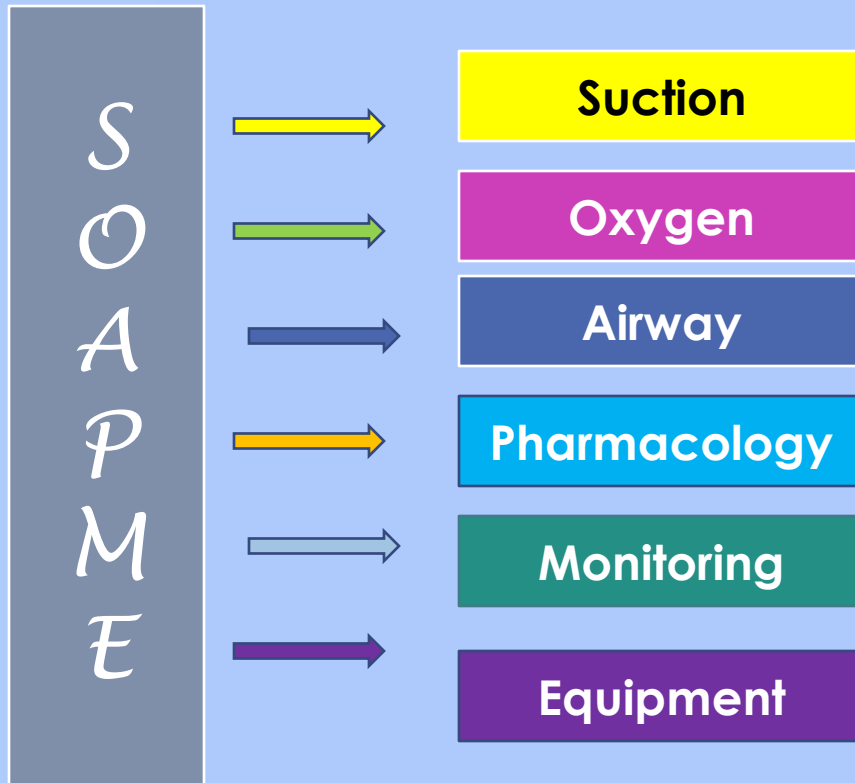 S
O
A
P
M
E
Suction
Oxygen
Airway
Pharmacology
Monitoring
Equipment